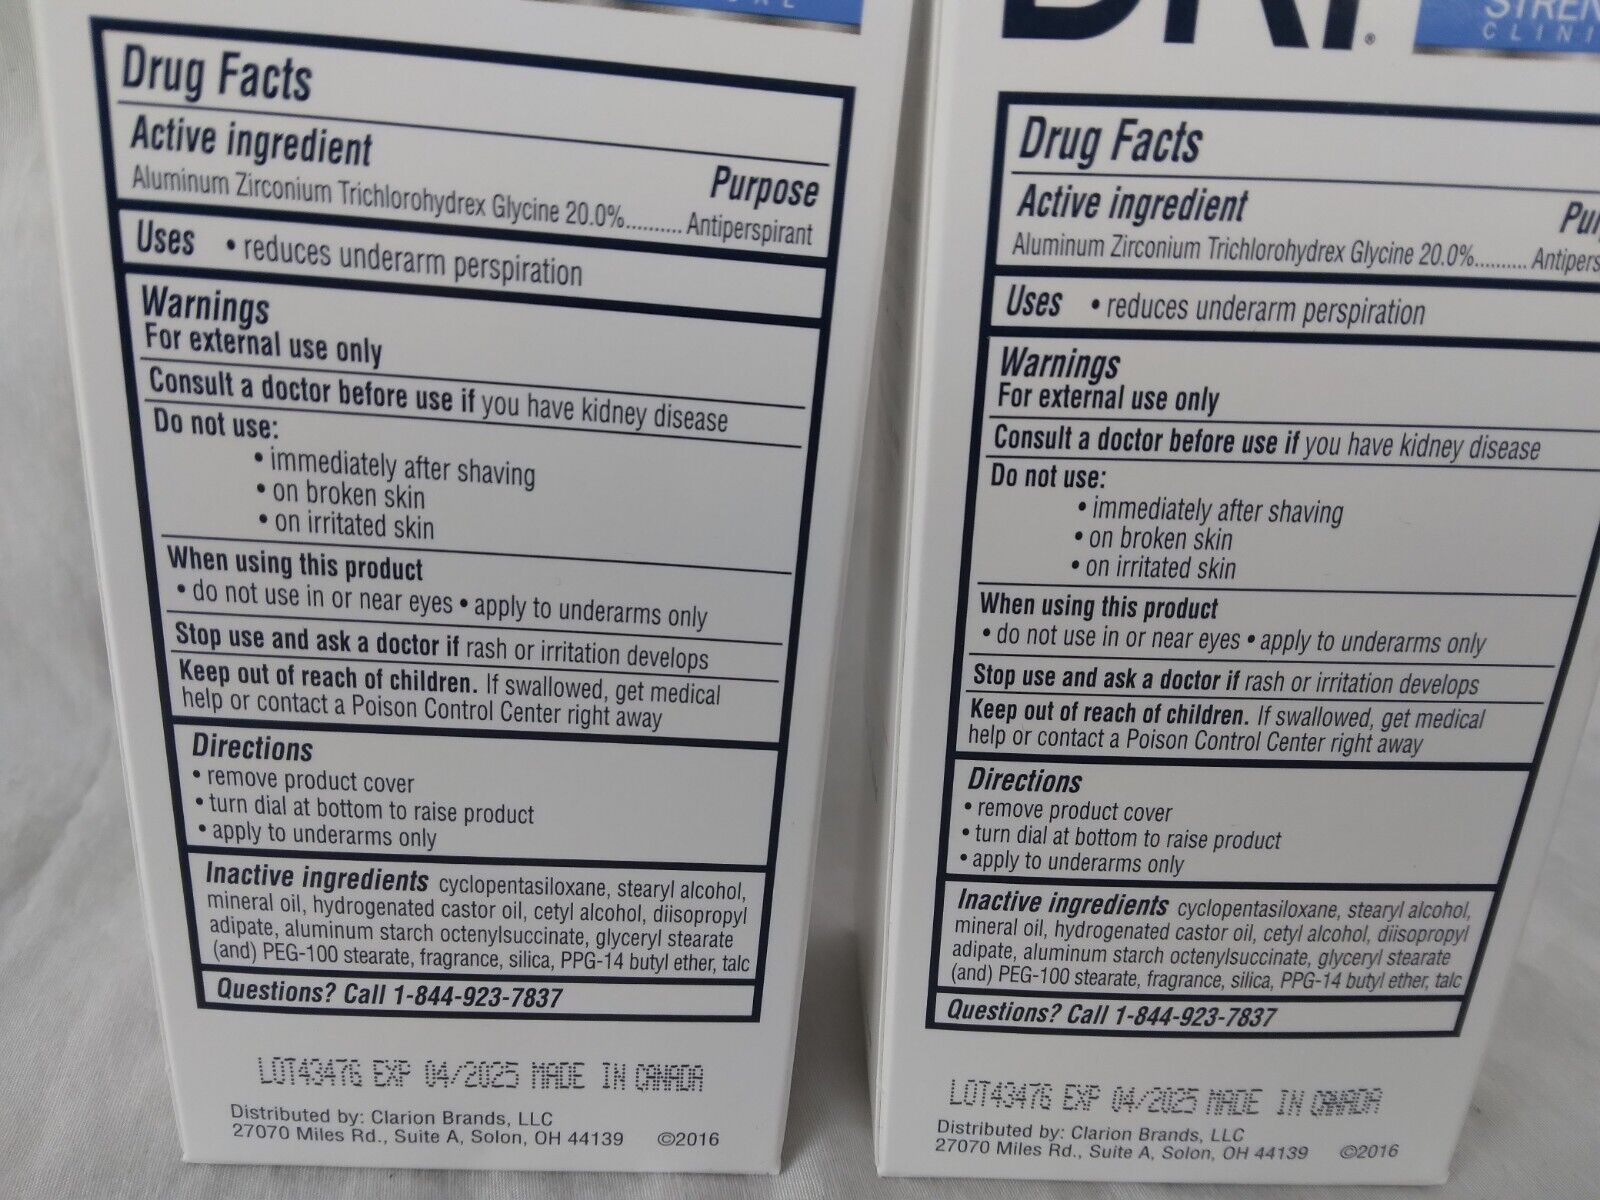 Drug Facts
Active ingredient
Purpose
Aluminum Zirconium Trichlorohydrex Glycine 20.0%.......... Antiperspirant
Uses • reduces underarm perspiration
Warnings
For external use only
Consult a doctor before use if you have kidney disease
Do not use:
• immediately after shaving
• on broken skin
• on irritated skin
When using this product
• do not use in or near eyes • apply to underarms only
Stop use and ask a doctor if rash or irritation develops
Keep out of reach of children. If swallowed, get medical
help or contact a Poison Control Center right away
Directions
• remove product cover
• turn dial at bottom to raise product
• apply to underarms only
Inactive ingredients cyclopentasiloxane, stearyl alcohol,
mineral oil, hydrogenated castor oil, cetyl alcohol, diisopropyl
adipate, aluminum starch octenylsuccinate, glyceryl stearate
(and) PEG-100 stearate, fragrance, silica, PPG-14 butyl ether, talc
Questions? Call 1-844-923-7837
LOT43476 EXP 04/2025 MADE IN CANADA
Distributed by: Clarion Brands, LLC
27070 Miles Rd., Suite A, Solon, OH 44139 ©2016
DRI®
STREN
CLINI
Drug Facts
Active ingredient
Pur
Aluminum Zirconium Trichlorohydrex Glycine 20.0%.......... Antipers
Uses • reduces underarm perspiration
Warnings
For external use only
Consult a doctor before use if you have kidney disease
Do not use:
• immediately after shaving
• on broken skin
• on irritated skin
When using this product
• do not use in or near eyes • apply to underarms only
Stop use and ask a doctor if rash or irritation develops
Keep out of reach of children. If swallowed, get medical
help or contact a Poison Control Center right away
Directions
• remove product cover
• turn dial at bottom to raise product
• apply to underarms only
Inactive ingredients cyclopentasiloxane, stearyl alcohol,
mineral oil, hydrogenated castor oil, cetyl alcohol, diisopropyl
adipate, aluminum starch octenylsuccinate, glyceryl stearate
(and) PEG-100 stearate, fragrance, silica, PPG-14 butyl ether, talc
Questions? Call 1-844-923-7837
LOT43476 EXP 04/2025 MADE IN CANADA
Distributed by: Clarion Brands, LLC
27070 Miles Rd., Suite A, Solon, OH 44139 ©2016